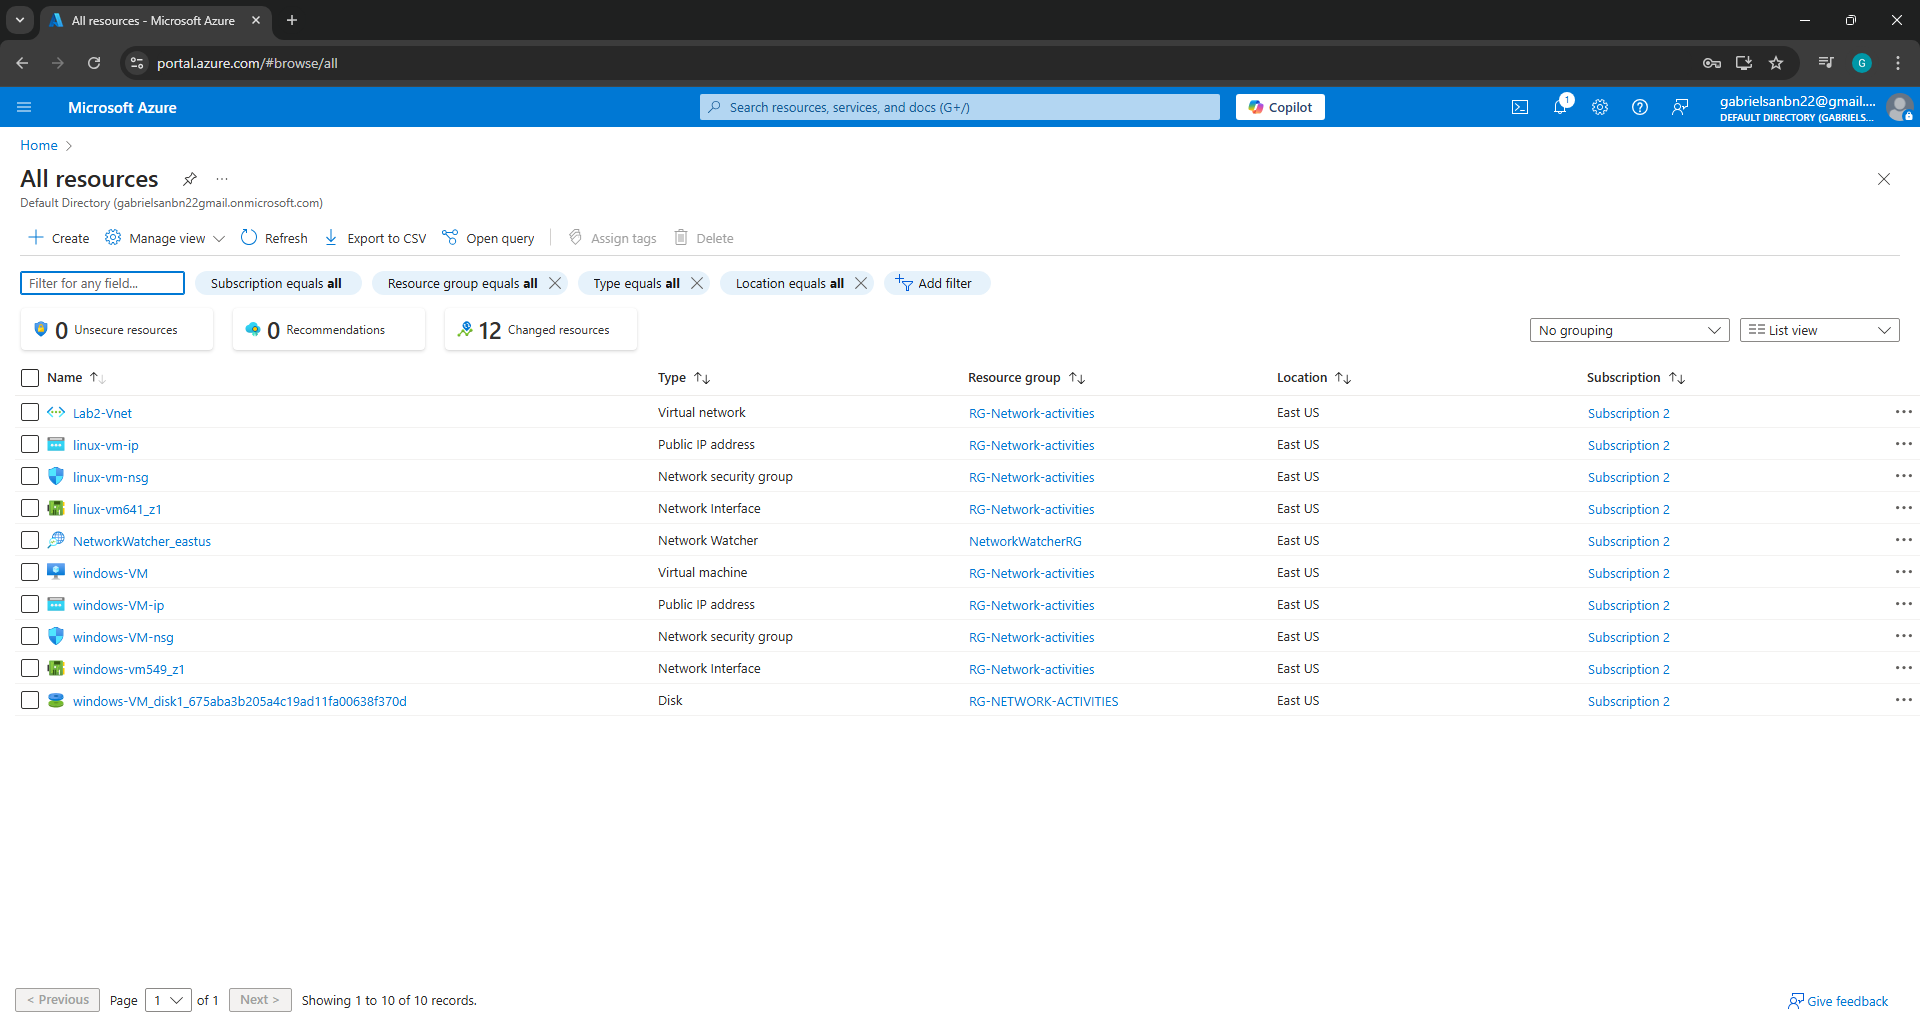 All resources - Microsoft Azure
portal.azure.com/#browse/all
G
Microsoft Azure
Search resources, services, and docs (G+/)
Copilot
1
gabrielsanbn22@gmail....
DEFAULT DIRECTORY (GABRIELS...
Home
All resources
Default Directory (gabrielsanbn22gmail.onmicrosoft.com)
Create Manage view Refresh Export to CSV Open query Assign tags Delete
Filter for any field... Subscription equals all Resource group equals all Type equals all Location equals all Add filter
0 Unsecure resources 0 Recommendations 12 Changed resources No grouping List view
Name Type Resource group Location Subscription
Lab2-Vnet Virtual network RG-Network-activities East US Subscription 2
linux-vm-ip Public IP address RG-Network-activities East US Subscription 2
linux-vm-nsg Network security group RG-Network-activities East US Subscription 2
linux-vm641_z1 Network Interface RG-Network-activities East US Subscription 2
NetworkWatcher_eastus Network Watcher NetworkWatcherRG East US Subscription 2
windows-VM Virtual machine RG-Network-activities East US Subscription 2
windows-VM-ip Public IP address RG-Network-activities East US Subscription 2
windows-VM-nsg Network security group RG-Network-activities East US Subscription 2
windows-vm549_z1 Network Interface RG-Network-activities East US Subscription 2
windows-VM_disk1_675aba3b205a4c19ad11fa00638f370d Disk RG-NETWORK-ACTIVITIES East US Subscription 2
< Previous Page 1 of 1 Next > Showing 1 to 10 of 10 records. Give feedback